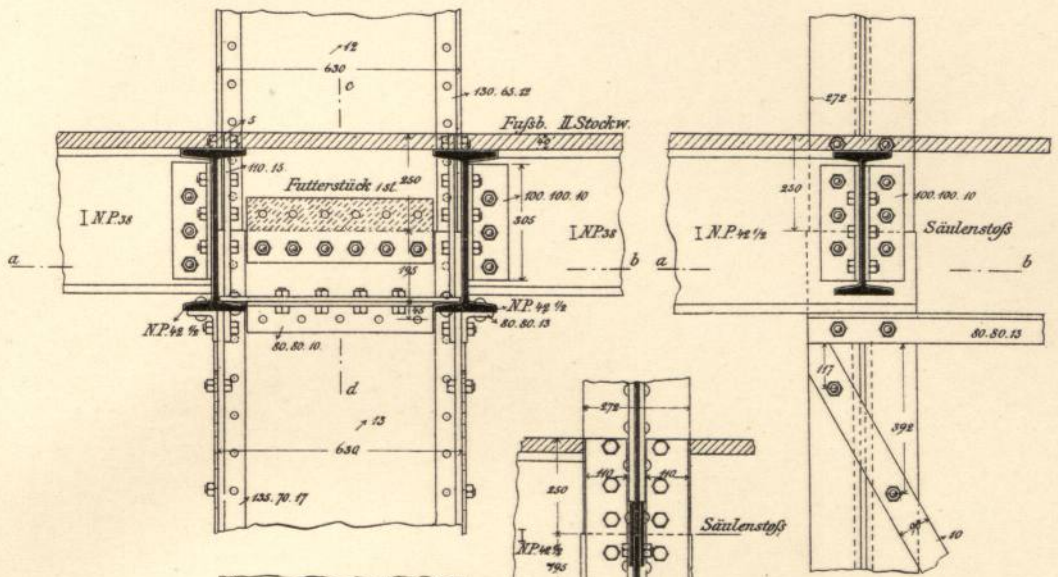 12
630
c
130.65.12
5
Fußb. II. Stockw.
110.15
Futterstück 1 st.
250
100.100.10
305
I N.P.38
I N.P.38
a
b
195
45
N.P. 42 ½
N.P. 42 ½
80.80.13
80.80.10.
d
13
630
135.70.17
272
250
100.100.10
I N.P. 42 ½
Säulenstoß
a
b
80.80.13
117
392
10
272
110
110
250
Säulenstoß
I
N.P. 42 ½
195